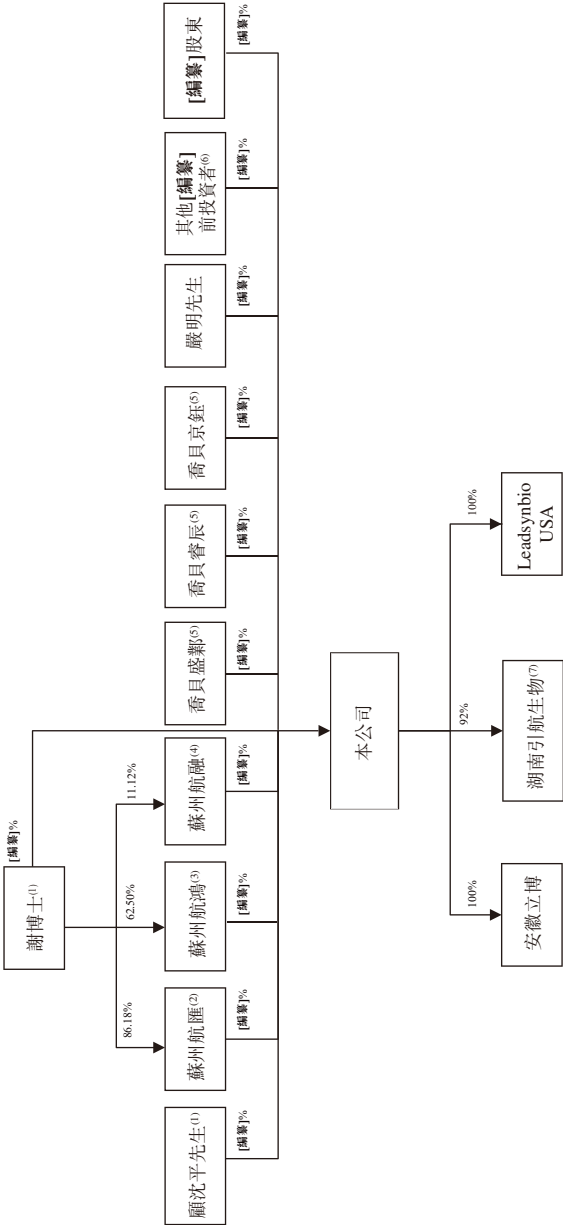 謝博士(1)
[編纂]%
86.18%
62.50%
11.12%
顧沈平先生(1)
蘇州航匯(2)
蘇州航鴻(3)
蘇州航融(4)
喬貝盛鄴(5)
喬貝睿辰(5)
喬貝京鈺(5)
嚴明先生
其他[編纂]
前投資者(6)
[編纂]股東
[編纂]%
[編纂]%
[編纂]%
[編纂]%
[編纂]%
[編纂]%
[編纂]%
[編纂]%
[編纂]%
[編纂]%
本公司
100%
92%
100%
安徽立博
湖南引航生物(7)
Leadsynbio
USA